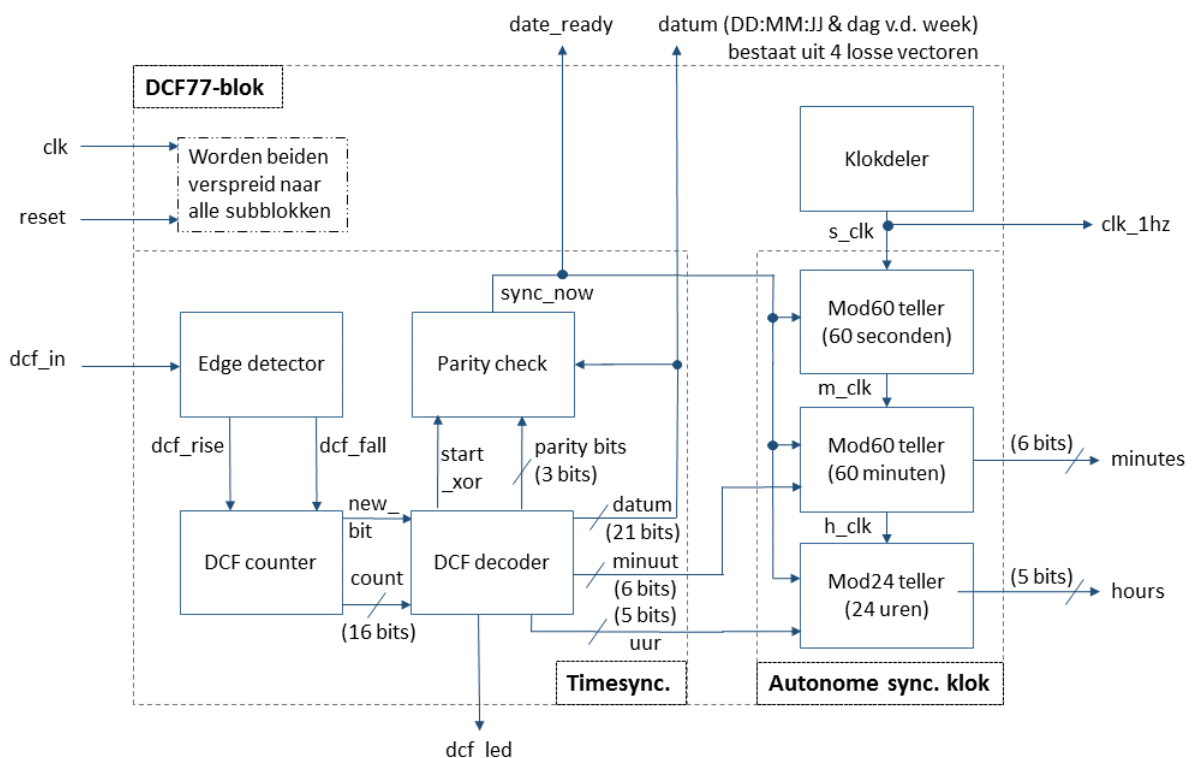 date_ready
datum (DD:MM:JJ & dag v.d. week)
bestaat uit 4 losse vectoren
DCF77-blok
clk
reset
Worden beiden
verspreid naar
alle subblokken
Klokdeler
s_clk
clk_1hz
sync_now
dcf_in
Edge detector
Parity check
Mod60 teller
(60 seconden)
m_clk
dcf_rise
dcf_fall
start
_xor
parity bits
(3 bits)
Mod60 teller
(60 minuten)
(6 bits)
minutes
h_clk
DCF counter
new_
bit
count
(16 bits)
DCF decoder
datum
(21 bits)
minuut
(6 bits)
(5 bits)
uur
Mod24 teller
(24 uren)
(5 bits)
hours
Timesync.
Autonome sync. klok
dcf_led